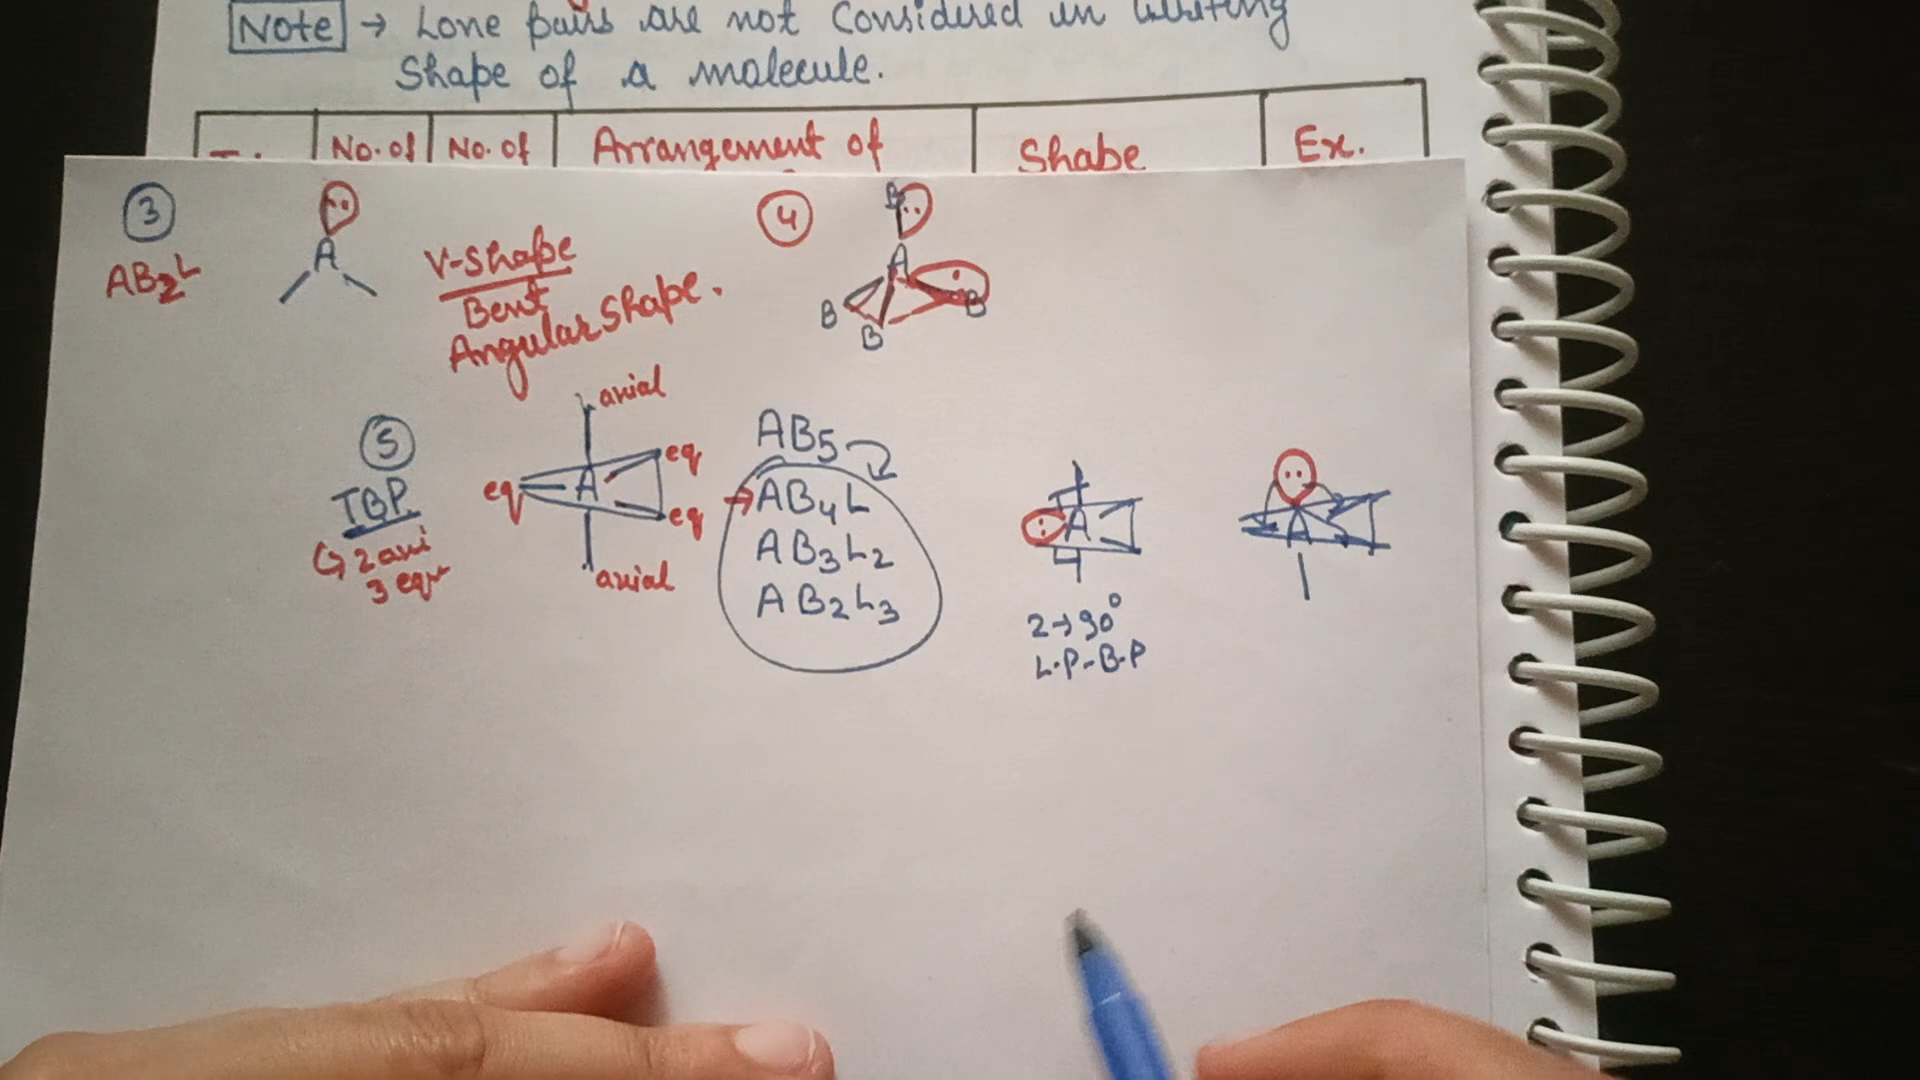 Note → Lone pairs are not Considered in writing
Shape of a molecule.
No. of No. of Arrangement of Shape Ex.
3
AB2L
A
V-Shape
Bent
Angular Shape.
4
B
A
B
B
B
5
TBP
2 axi
3 eqr
axial
eq
A
eq
eq
axial
AB5
→ AB4L
AB3L2
AB2L3
A
2→90°
L.P-B.P
A